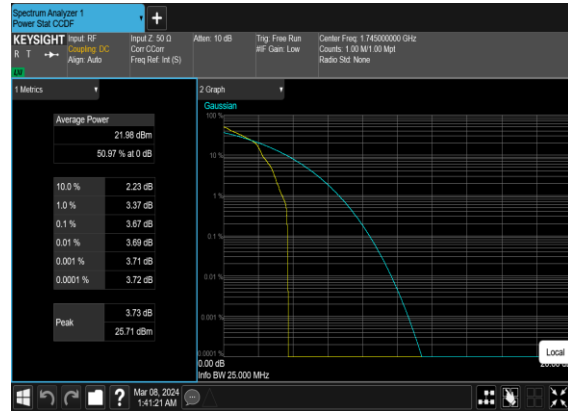 Spectrum Analyzer 1
Power Stat CCDF
KEYSIGHT
R T
Input: RF
Coupling: DC
Align: Auto
Input Z: 50 Ω
Corr CCorr
Freq Ref: Int (S)
Atten: 10 dB
Trig: Free Run
#IF Gain: Low
Center Freq: 1.745000000 GHz
Counts: 1.00 M/1.00 Mpt
Radio Std: None
1 Metrics
Average Power
21.98 dBm
50.97 % at 0 dB
10.0 % 2.23 dB
1.0 % 3.37 dB
0.1 % 3.67 dB
0.01 % 3.69 dB
0.001 % 3.71 dB
0.0001 % 3.72 dB
Peak
3.73 dB
25.71 dBm
2 Graph
Gaussian
100 %
10 %
1 %
0.1 %
0.01 %
0.001 %
0.0001 %
0.00 dB
Info BW 25.000 MHz
Local
Mar 08, 2024
1:41:21 AM